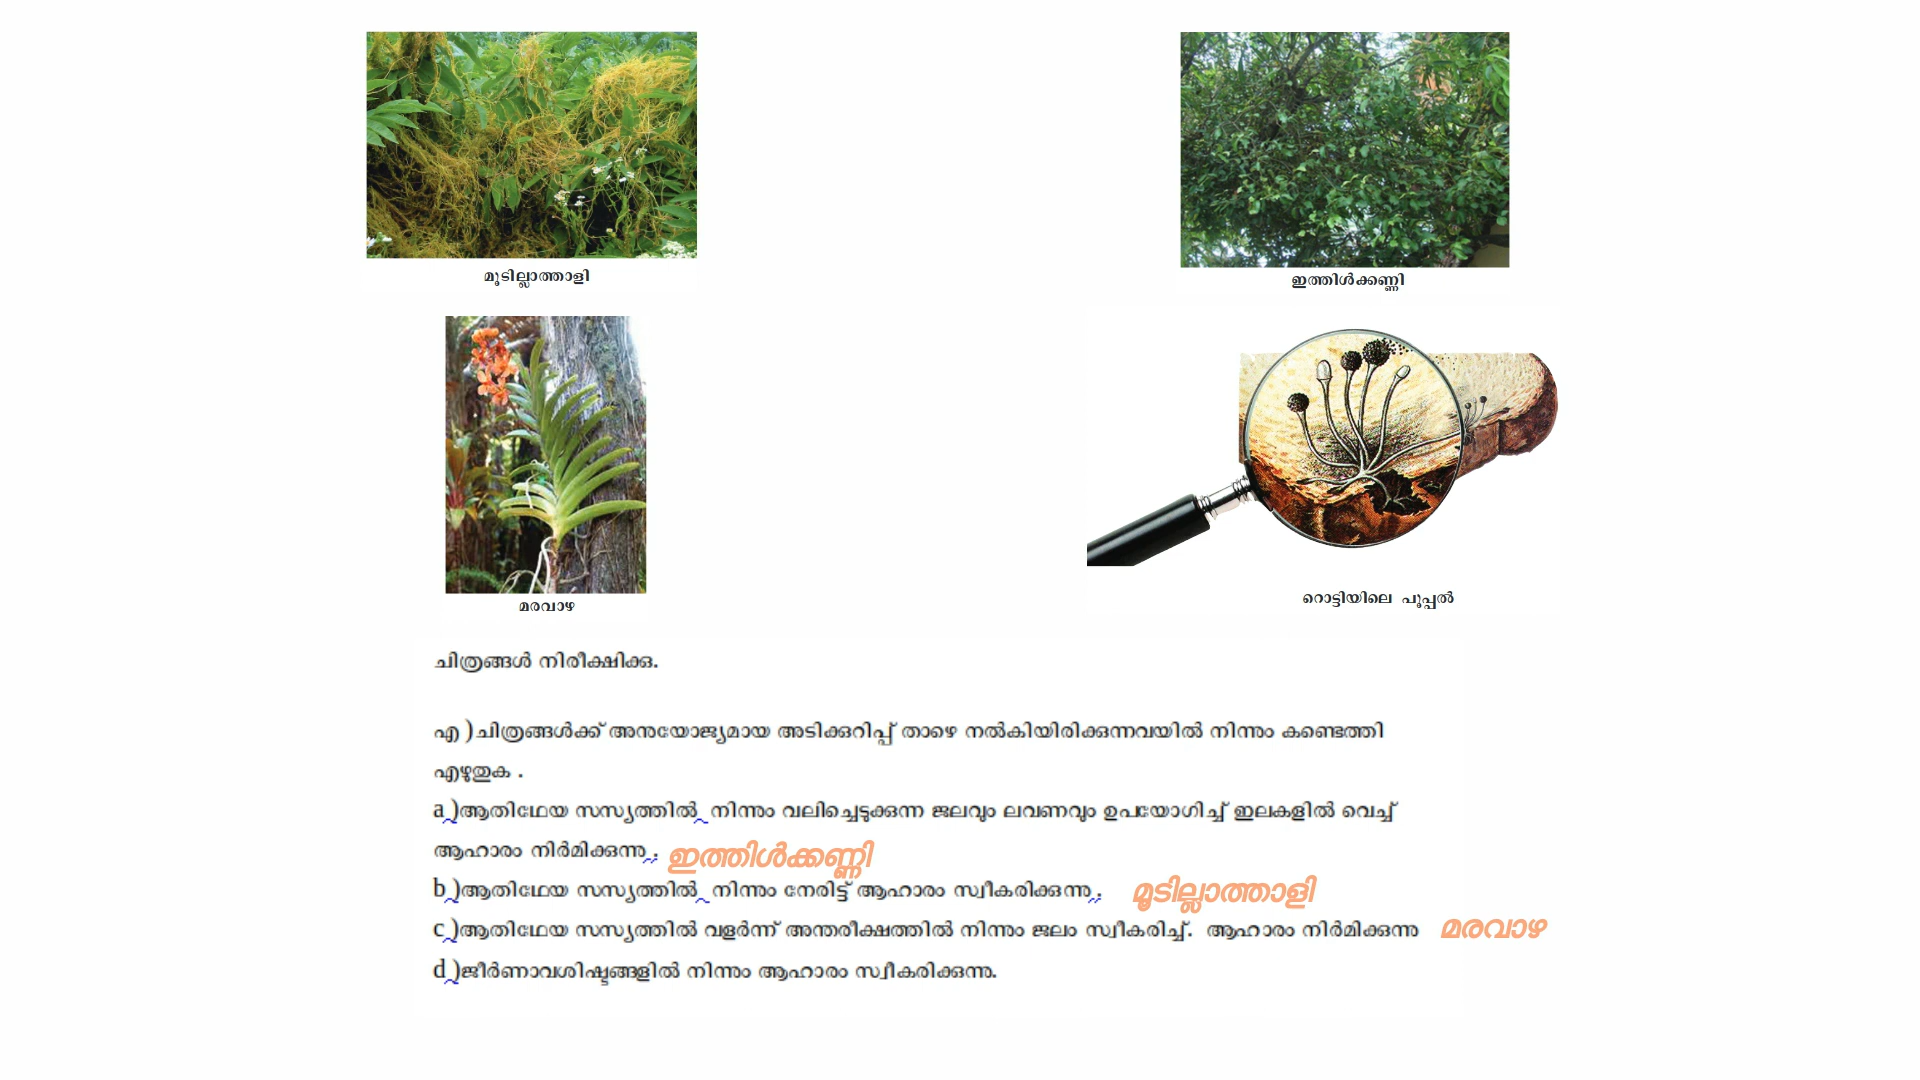 മൂടില്ലാത്താളി
ഇത്തിൾക്കണ്ണി
മരവാഴ
റൊട്ടിയിലെ പൂപ്പൽ
ചിത്രങ്ങൾ നിരീക്ഷിക്കു.
എ )ചിത്രങ്ങൾക്ക് അനുയോജ്യമായ അടിക്കുറിപ്പ് താഴെ നൽകിയിരിക്കുന്നവയിൽ നിന്നും കണ്ടെത്തി
എഴുതുക .
a )ആതിഥേയ സസ്യത്തിൽ നിന്നും വലിച്ചെടുക്കുന്ന ജലവും ലവണവും ഉപയോഗിച്ച് ഇലകളിൽ വെച്ച്
ആഹാരം നിർമിക്കുന്നു . ഇത്തിൾക്കണ്ണി
b )ആതിഥേയ സസ്യത്തിൽ നിന്നും നേരിട്ട് ആഹാരം സ്വീകരിക്കുന്നു . മൂടില്ലാത്താളി
c )ആതിഥേയ സസ്യത്തിൽ വളർന്ന് അന്തരീക്ഷത്തിൽ നിന്നും ജലം സ്വീകരിച്ച്. ആഹാരം നിർമിക്കുന്നു മരവാഴ
d )ജീർണാവശിഷ്ടങ്ങളിൽ നിന്നും ആഹാരം സ്വീകരിക്കുന്നു.